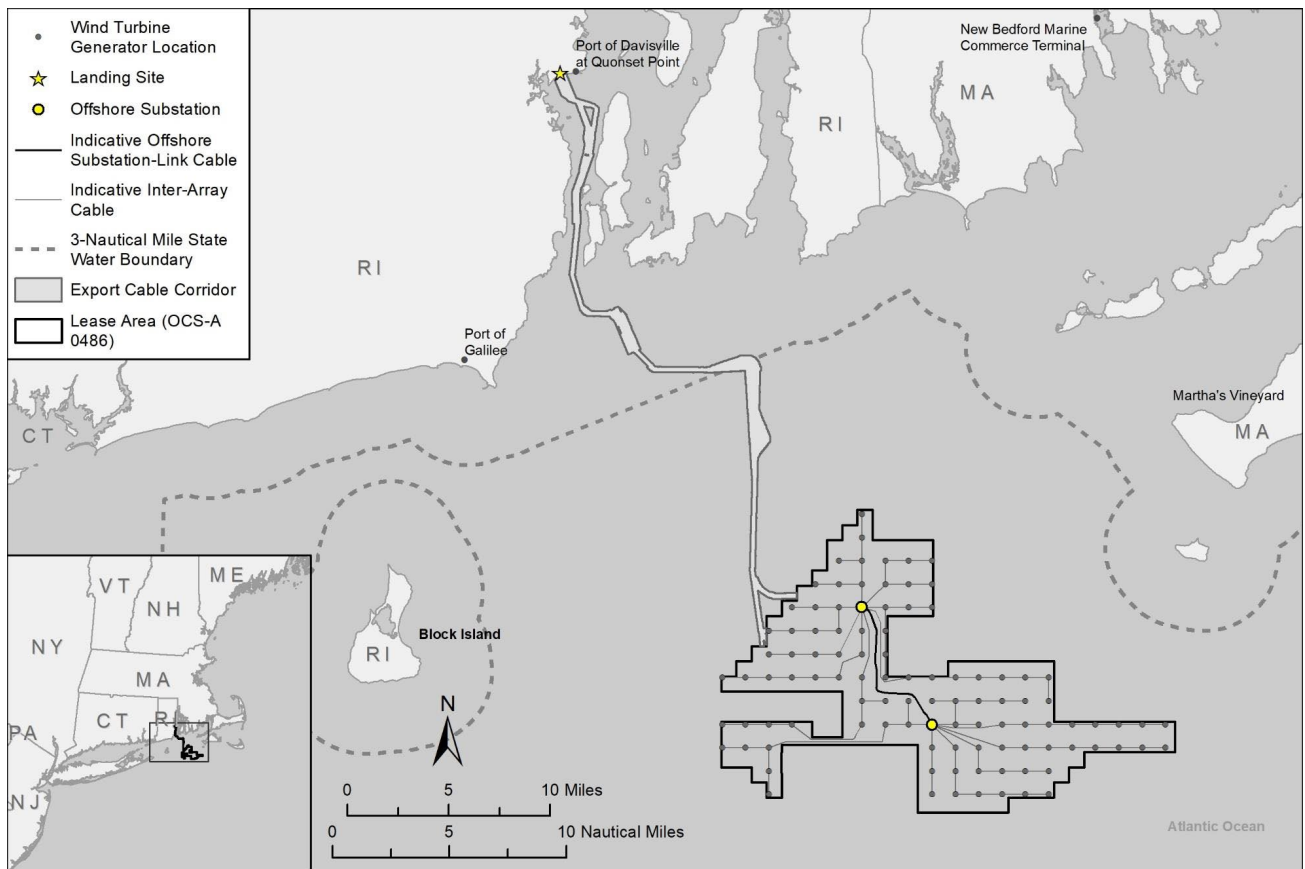 Wind Turbine
Generator Location
Landing Site
Offshore Substation
Indicative Offshore
Substation-Link Cable
Indicative Inter-Array
Cable
3-Nautical Mile State
Water Boundary
Export Cable Corridor
Lease Area (OCS-A
0486)
Port of Davisville
at Quonset Point
New Bedford Marine
Commerce Terminal
MA
RI
RI
Port of
Galilee
Martha's Vineyard
MA
CT
Block Island
RI
N
0 5 10 Miles
0 5 10 Nautical Miles
Atlantic Ocean
ME
VT
NH
NY
MA
CT
RI
PA
NJ